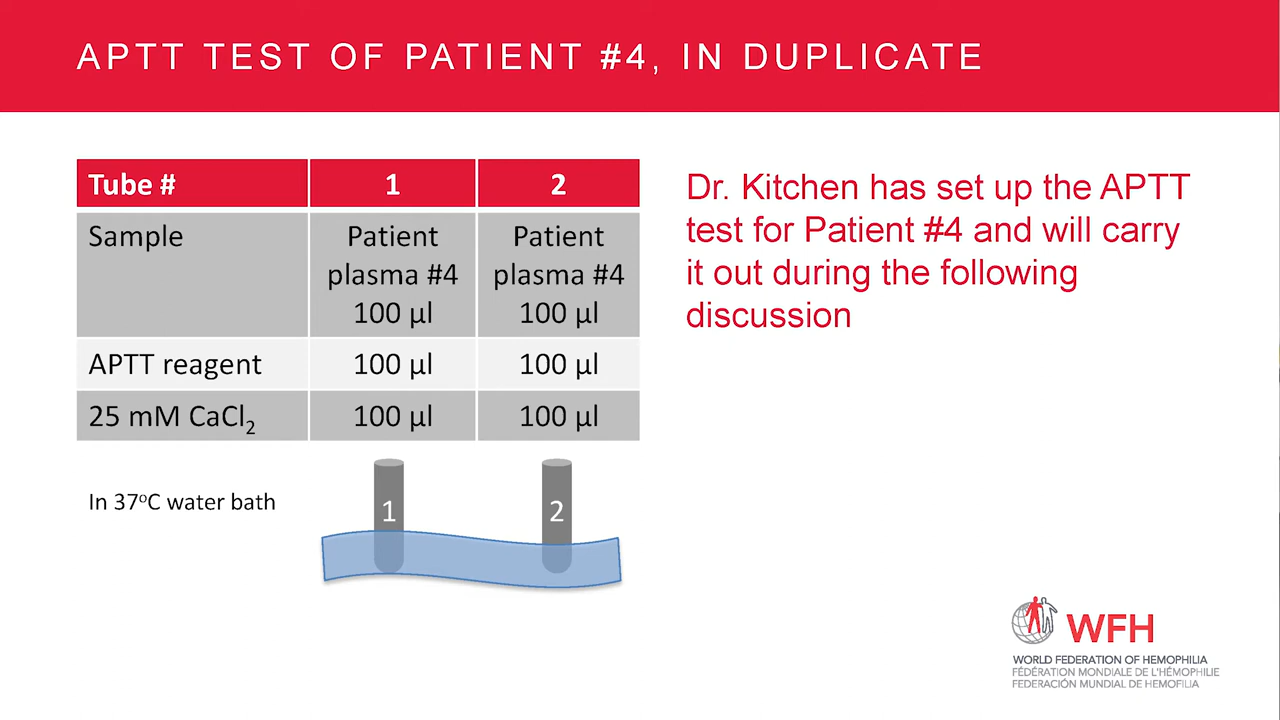 APTT TEST OF PATIENT #4, IN DUPLICATE
Tube # 1 2
Sample Patient Patient
plasma #4 plasma #4
100 µl 100 µl
APTT reagent 100 µl 100 µl
25 mM CaCl₂ 100 µl 100 µl
In 37°C water bath
1 2
Dr. Kitchen has set up the APTT
test for Patient #4 and will carry
it out during the following
discussion
WFH
WORLD FEDERATION OF HEMOPHILIA
FÉDÉRATION MONDIALE DE L'HÉMOPHILIE
FEDERACIÓN MUNDIAL DE HEMOFILIA